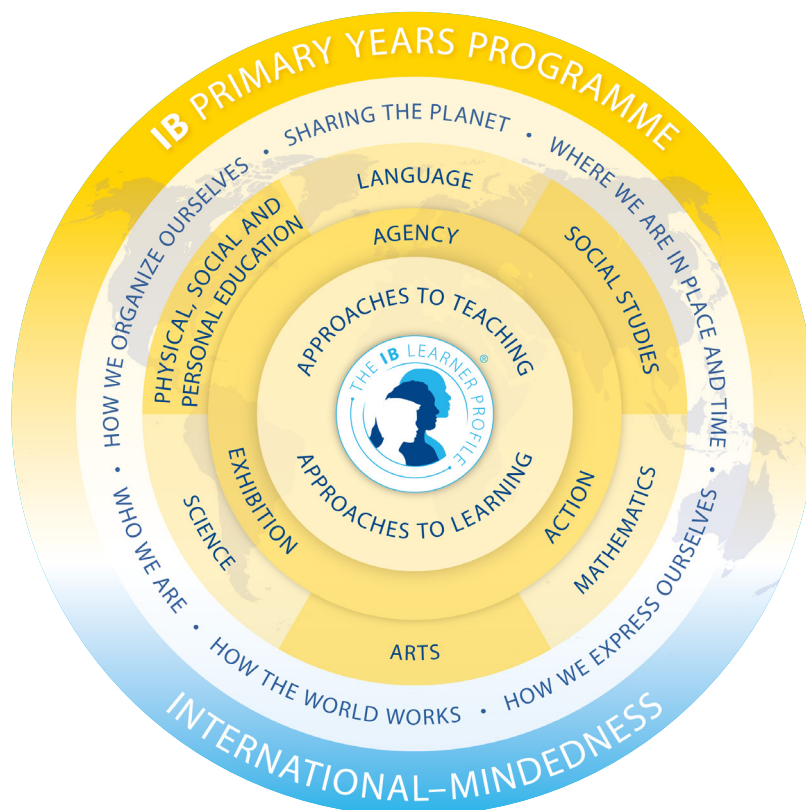 IB PRIMARY YEARS PROGRAMME
HOW WE ORGANIZE OURSELVES • SHARING THE PLANET • WHERE WE ARE IN PLACE AND TIME •
WHO WE ARE • HOW THE WORLD WORKS • HOW WE EXPRESS OURSELVES •
LANGUAGE
SOCIAL STUDIES
MATHEMATICS
ARTS
SCIENCE
PHYSICAL, SOCIAL AND
PERSONAL EDUCATION
AGENCY
ACTION
EXHIBITION
APPROACHES TO TEACHING
APPROACHES TO LEARNING
• THE IB LEARNER PROFILE • ®
INTERNATIONAL–MINDEDNESS